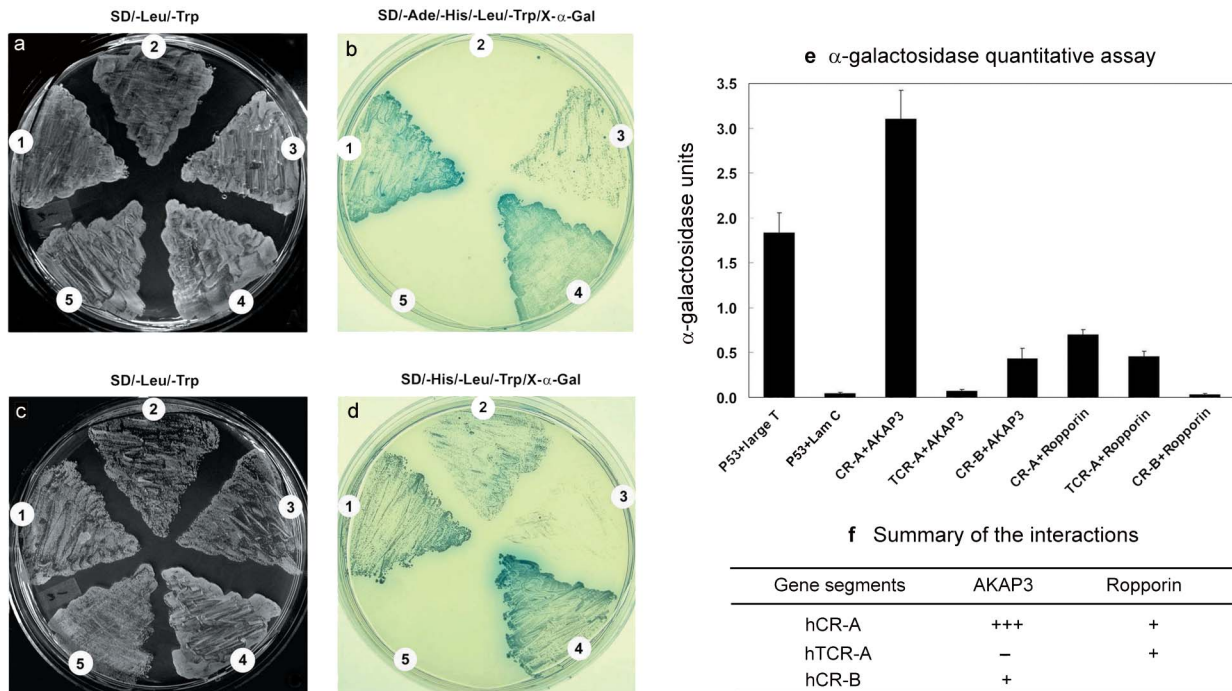 SD/-Leu/-Trp
SD/-Ade/-His/-Leu/-Trp/X-α-Gal
a
2
1
3
5
4
b
2
1
3
5
4
SD/-Leu/-Trp
SD/-His/-Leu/-Trp/X-α-Gal
c
2
1
3
5
4
d
2
1
3
5
4
e α-galactosidase quantitative assay
α-galactosidase units
3.5
3.0
2.5
2.0
1.5
1.0
0.5
0.0
P53+large T
P53+Lam C
CR-A+AKAP3
TCR-A+AKAP3
CR-B+AKAP3
CR-A+Ropporin
TCR-A+Ropporin
CR-B+Ropporin
f Summary of the interactions
Gene segments AKAP3 Ropporin
hCR-A +++ +
hTCR-A – +
hCR-B +